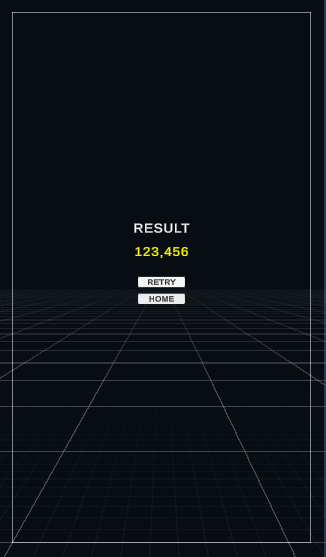 RESULT
123,456
RETRY
HOME